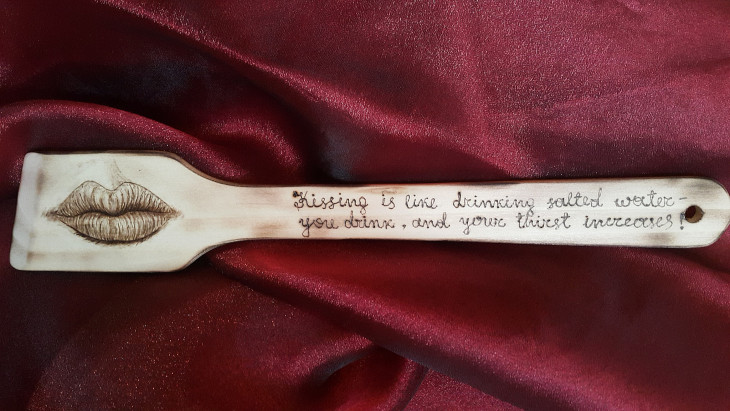 Kissing is like drinking salted water -
you drink, and your thirst increases!